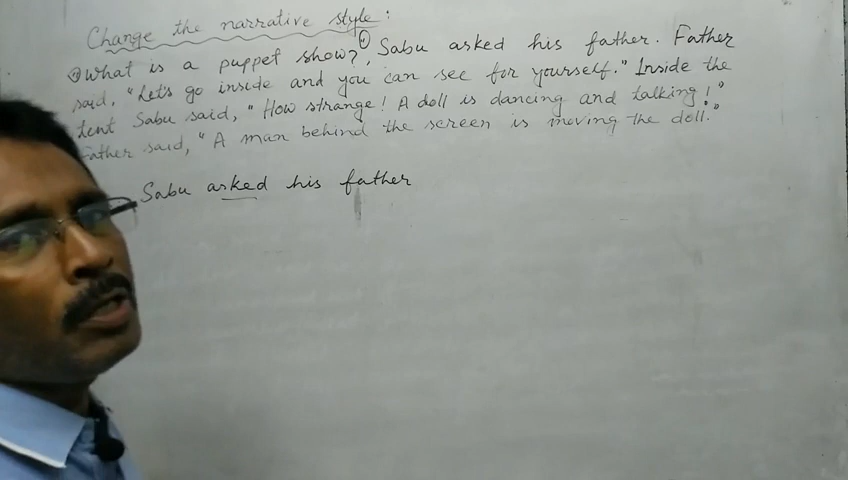 Change the narrative style:
② What is a puppet show?, ① Sabu asked his father. Father
said, "Let's go inside and you can see for yourself." Inside the
tent Sabu said, "How strange! A doll is dancing and talking!"
Father said, "A man behind the screen is moving the doll."
Sabu asked his father